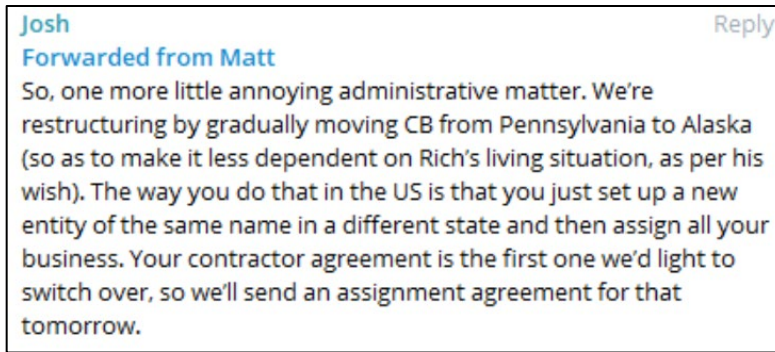 Josh Reply
Forwarded from Matt
So, one more little annoying administrative matter. We're
restructuring by gradually moving CB from Pennsylvania to Alaska
(so as to make it less dependent on Rich's living situation, as per his
wish). The way you do that in the US is that you just set up a new
entity of the same name in a different state and then assign all your
business. Your contractor agreement is the first one we'd light to
switch over, so we'll send an assignment agreement for that
tomorrow.